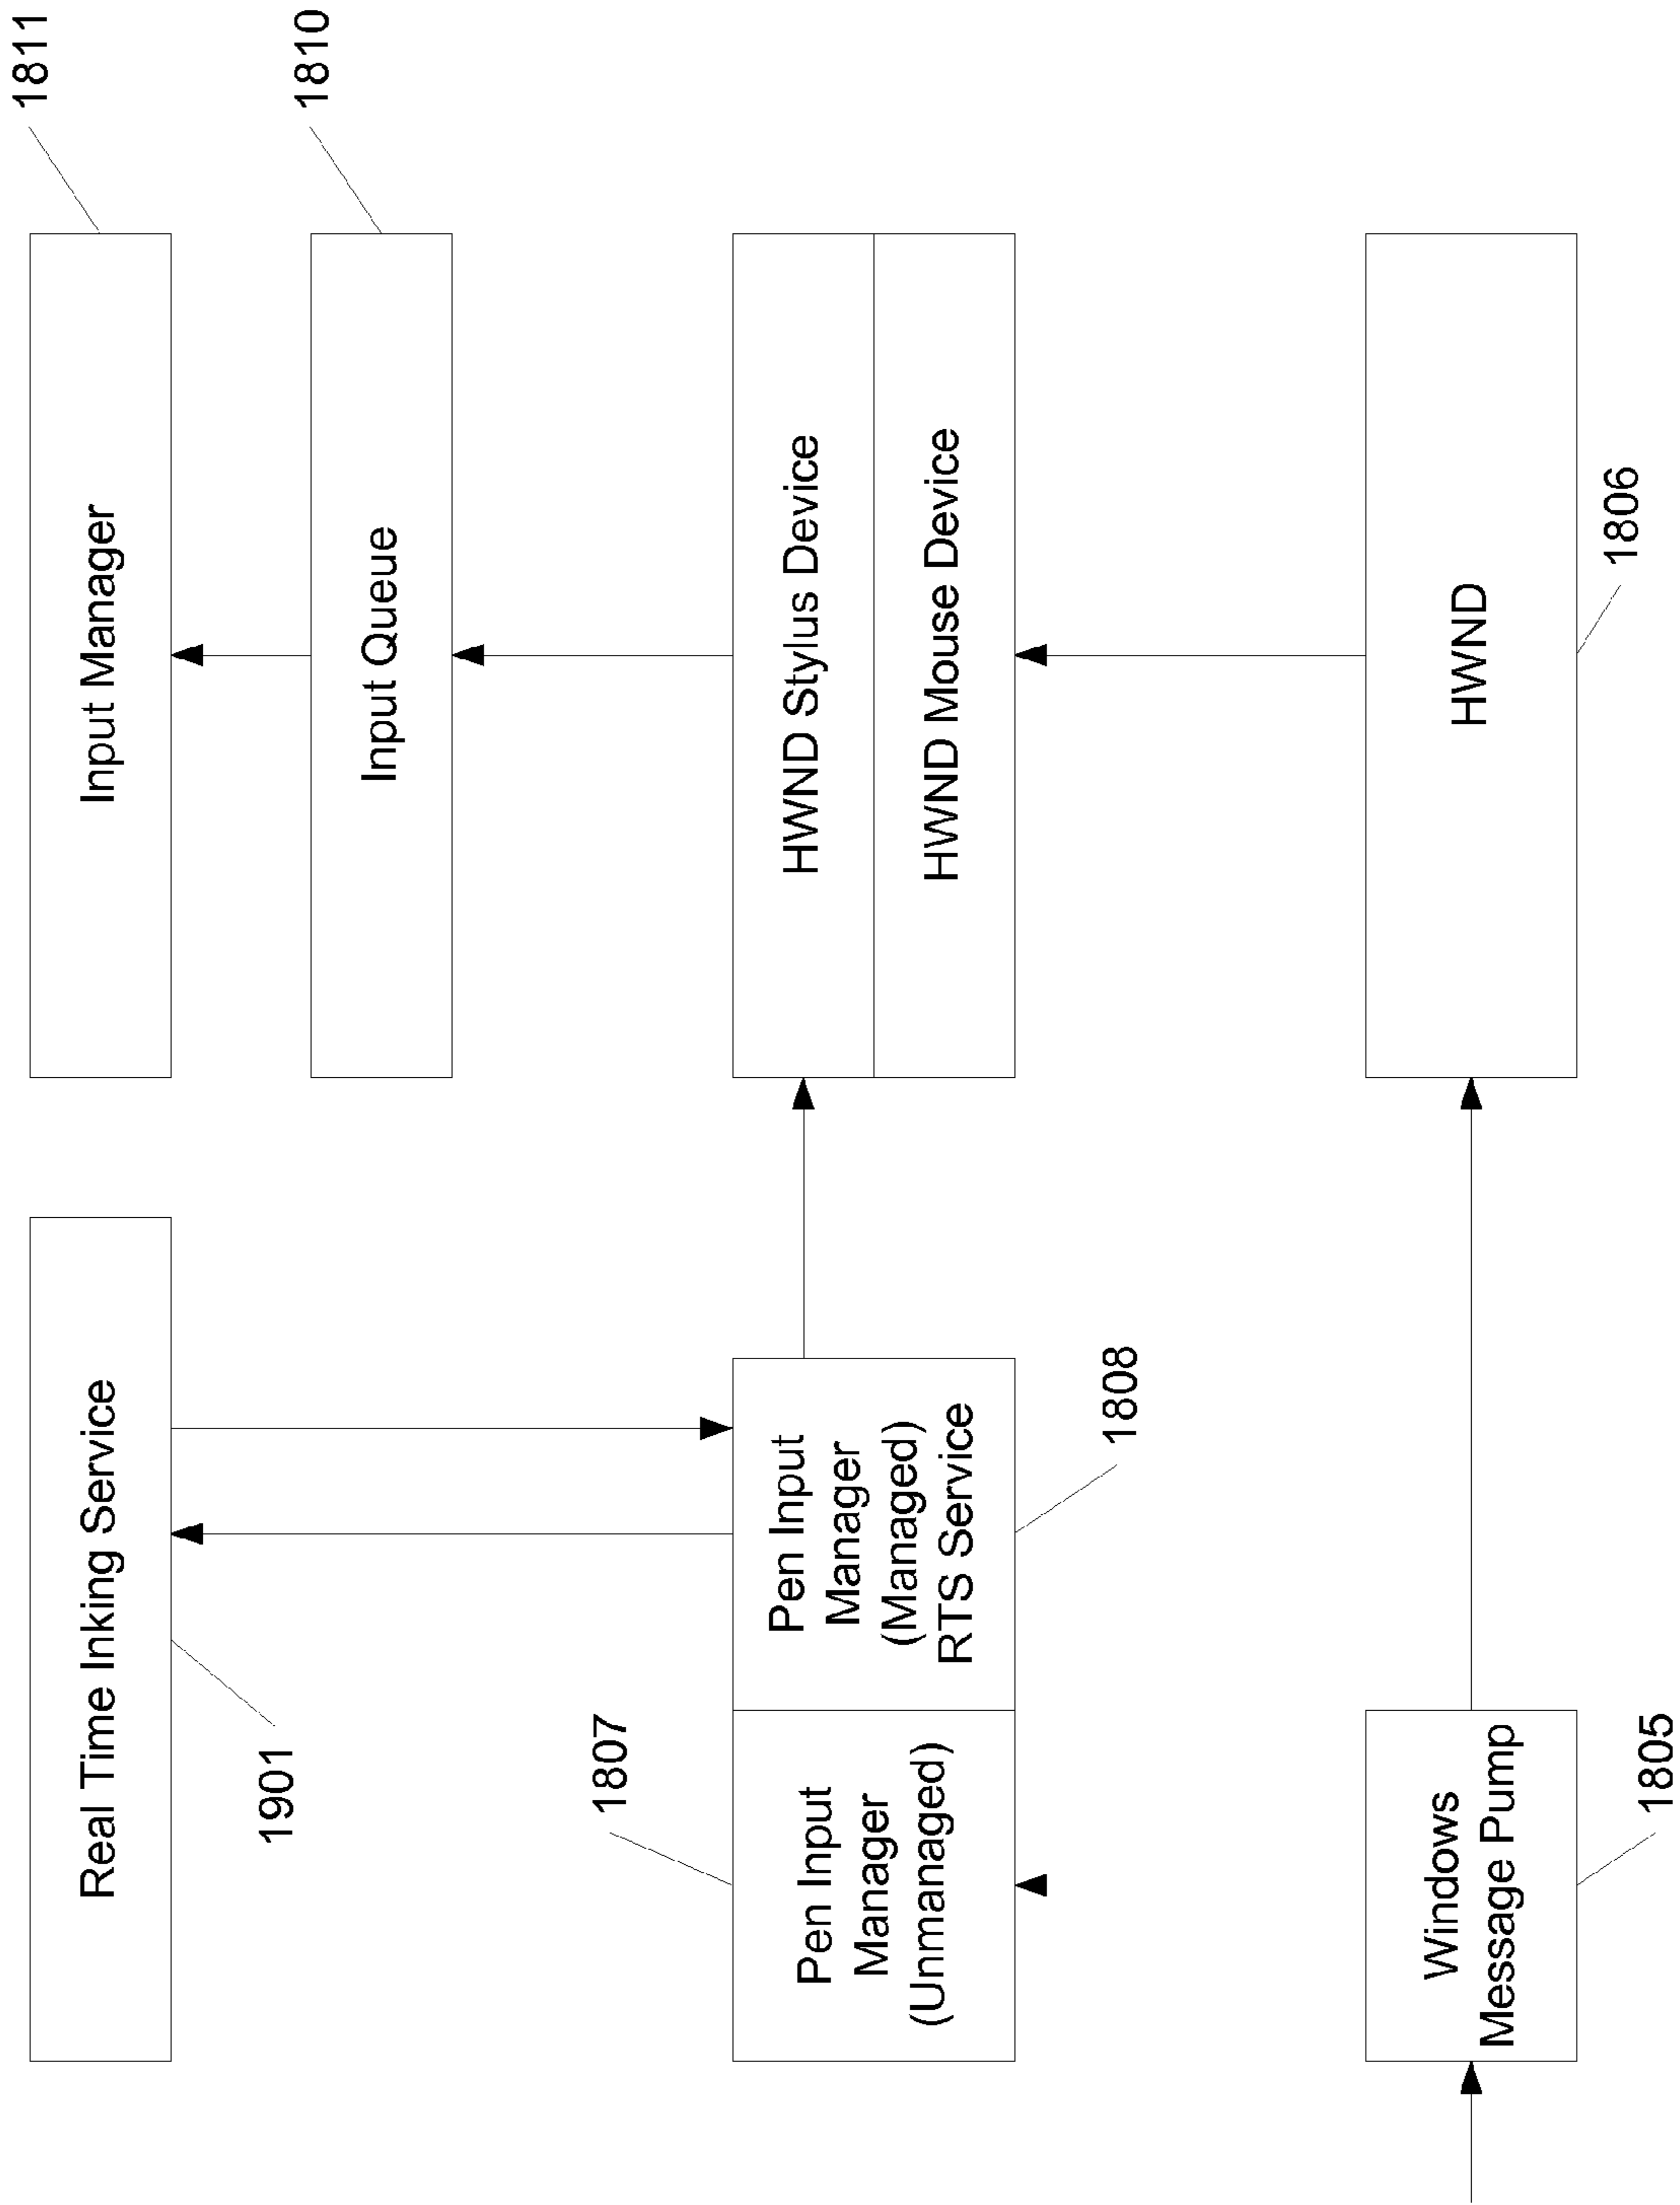 Real Time Inking Service
1901
Input Manager
1811
Input Queue
1810
1807
Pen Input
Manager
(Unmanaged)
Pen Input
Manager
(Managed)
RTS Service
1808
HWND Stylus Device
HWND Mouse Device
Windows
Message Pump
1805
HWND
1806